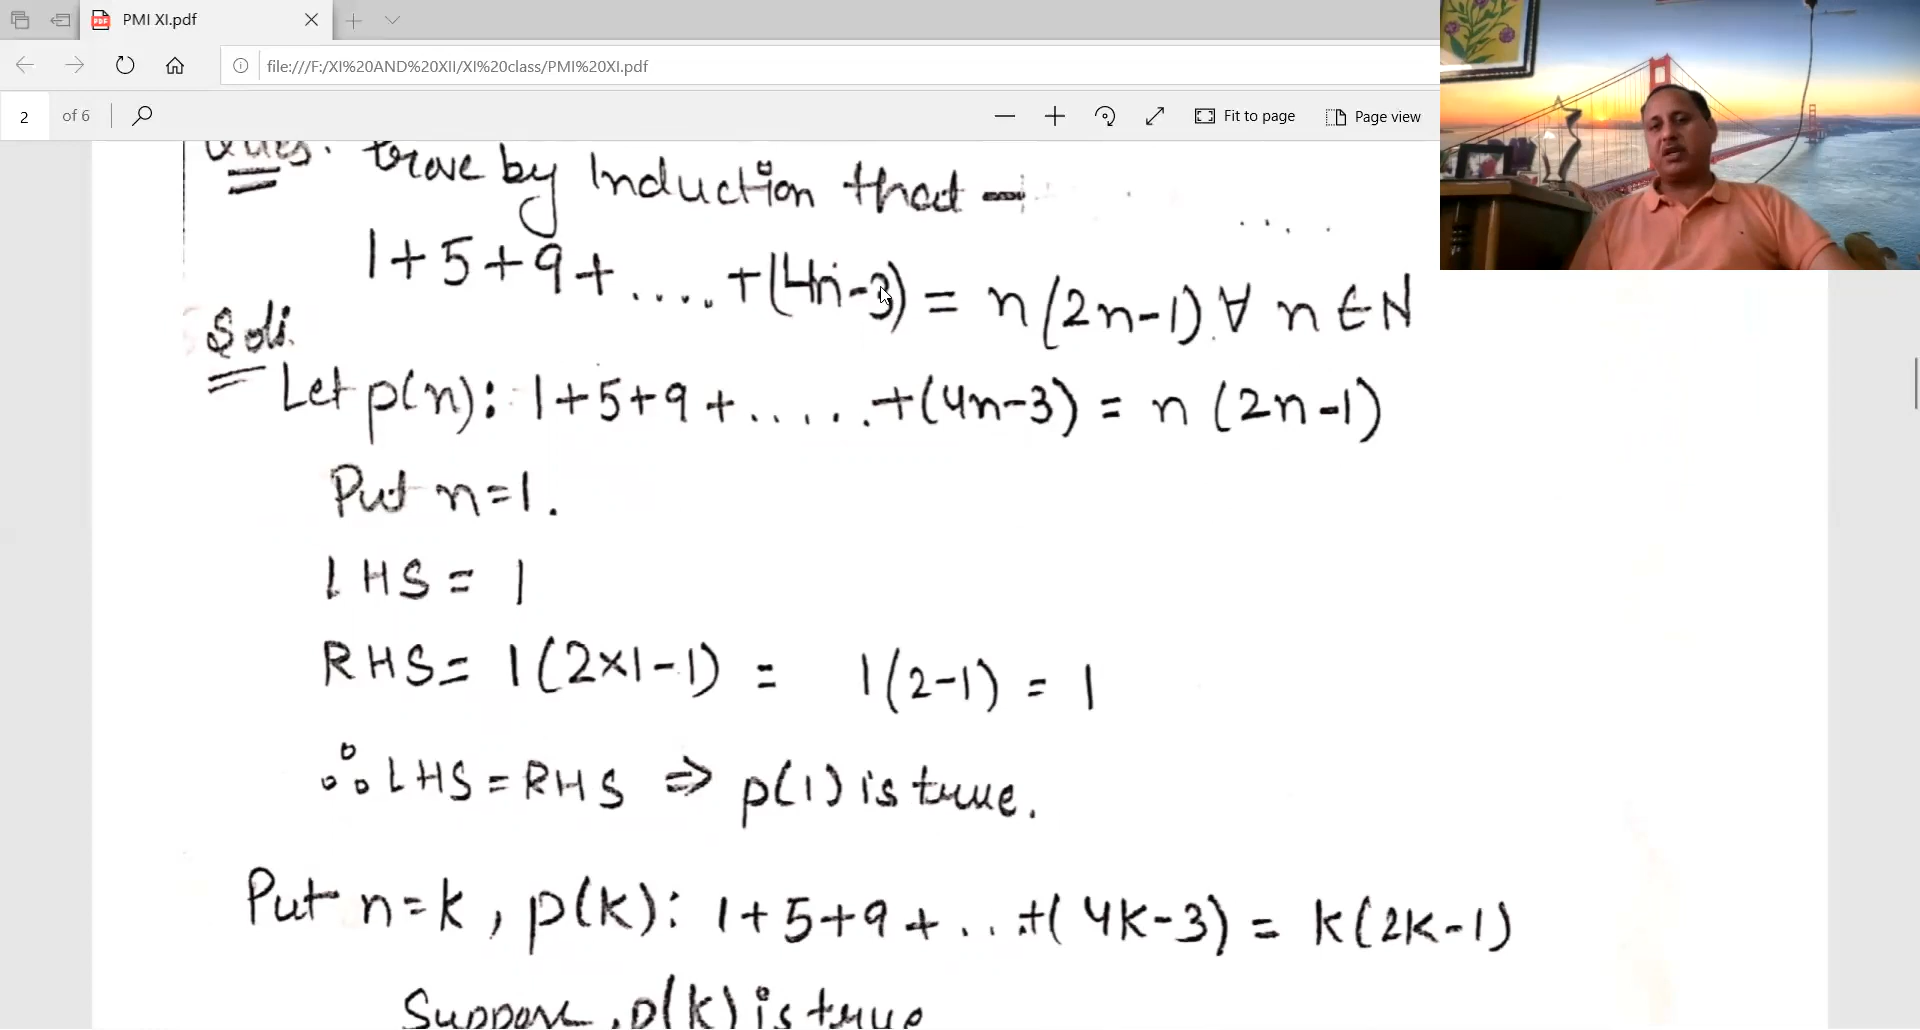 PMI XI.pdf
file:///F:/XI%20AND%20XII/XI%20class/PMI%20XI.pdf
2 of 6 Fit to page Page view
Ques. Prove by Induction that —
1+5+9+....+(4n-3) = n(2n-1) ∀ n ∈ N
Sol.
Let p(n): 1+5+9+.....+(4n-3) = n(2n-1)
Put n=1.
LHS = 1
RHS = 1(2×1-1) = 1(2-1) = 1
∴ LHS = RHS ⇒ p(1) is true.
Put n=k, p(k): 1+5+9+...+(4k-3) = k(2k-1)
Suppose, p(k) is true